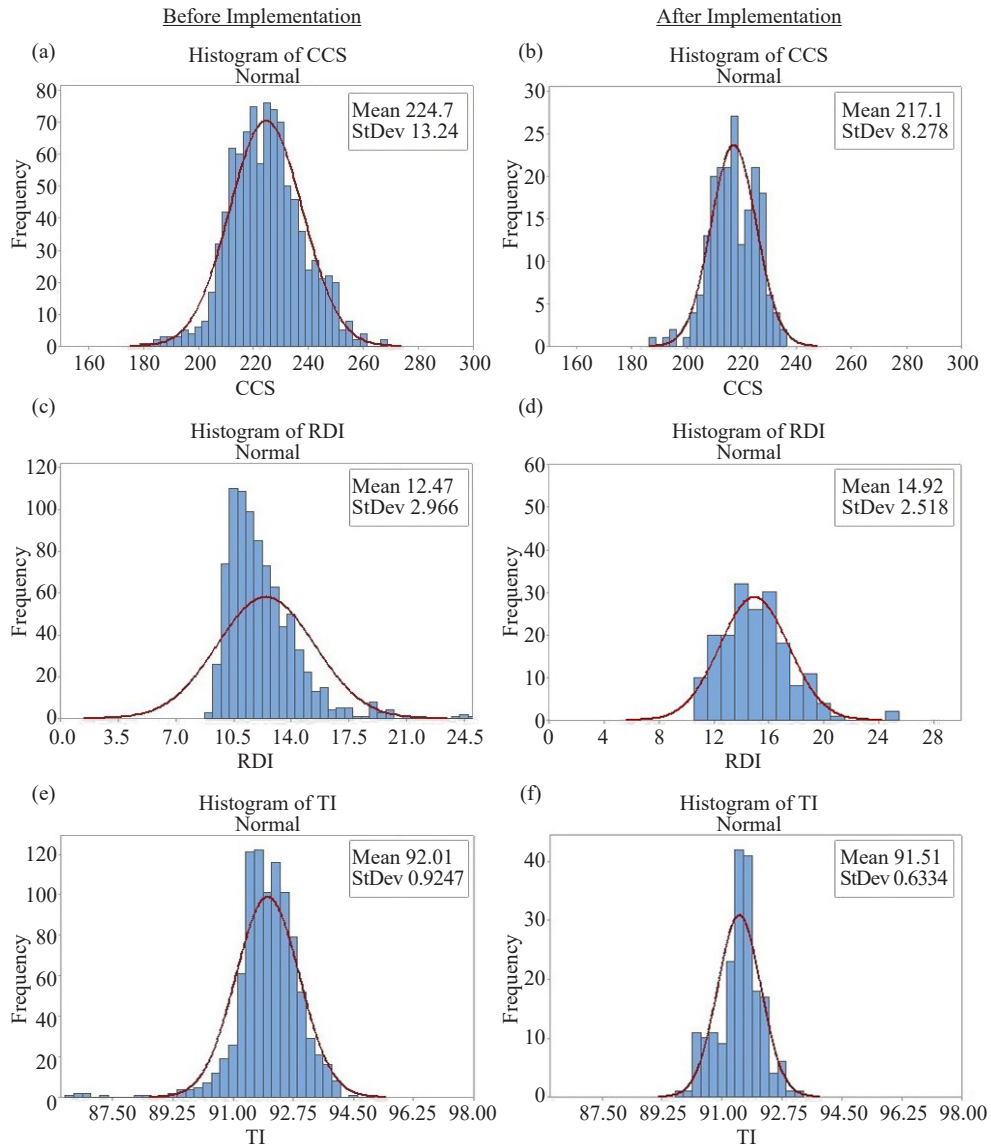 Before Implementation
After Implementation
(a)
Histogram of CCS
Normal
Mean 224.7
StDev 13.24
Frequency
80
70
60
50
40
30
20
10
0
160 180 200 220 240 260 280 300
CCS
(b)
Histogram of CCS
Normal
Mean 217.1
StDev 8.278
Frequency
30
25
20
15
10
5
0
160 180 200 220 240 260 280 300
CCS
(c)
Histogram of RDI
Normal
Mean 12.47
StDev 2.966
Frequency
120
100
80
60
40
20
0
0.0 3.5 7.0 10.5 14.0 17.5 21.0 24.5
RDI
(d)
Histogram of RDI
Normal
Mean 14.92
StDev 2.518
Frequency
60
50
40
30
20
10
0
0 4 8 12 16 20 24 28
RDI
(e)
Histogram of TI
Normal
Mean 92.01
StDev 0.9247
Frequency
120
100
80
60
40
20
0
87.50 89.25 91.00 92.75 94.50 96.25 98.00
TI
(f)
Histogram of TI
Normal
Mean 91.51
StDev 0.6334
Frequency
40
30
20
10
0
87.50 89.25 91.00 92.75 94.50 96.25 98.00
TI